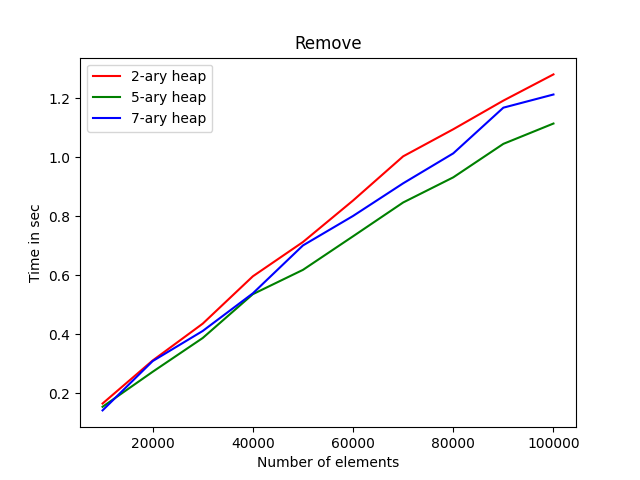 Remove
2-ary heap
5-ary heap
7-ary heap
Time in sec
1.2
1.0
0.8
0.6
0.4
0.2
20000 40000 60000 80000 100000
Number of elements